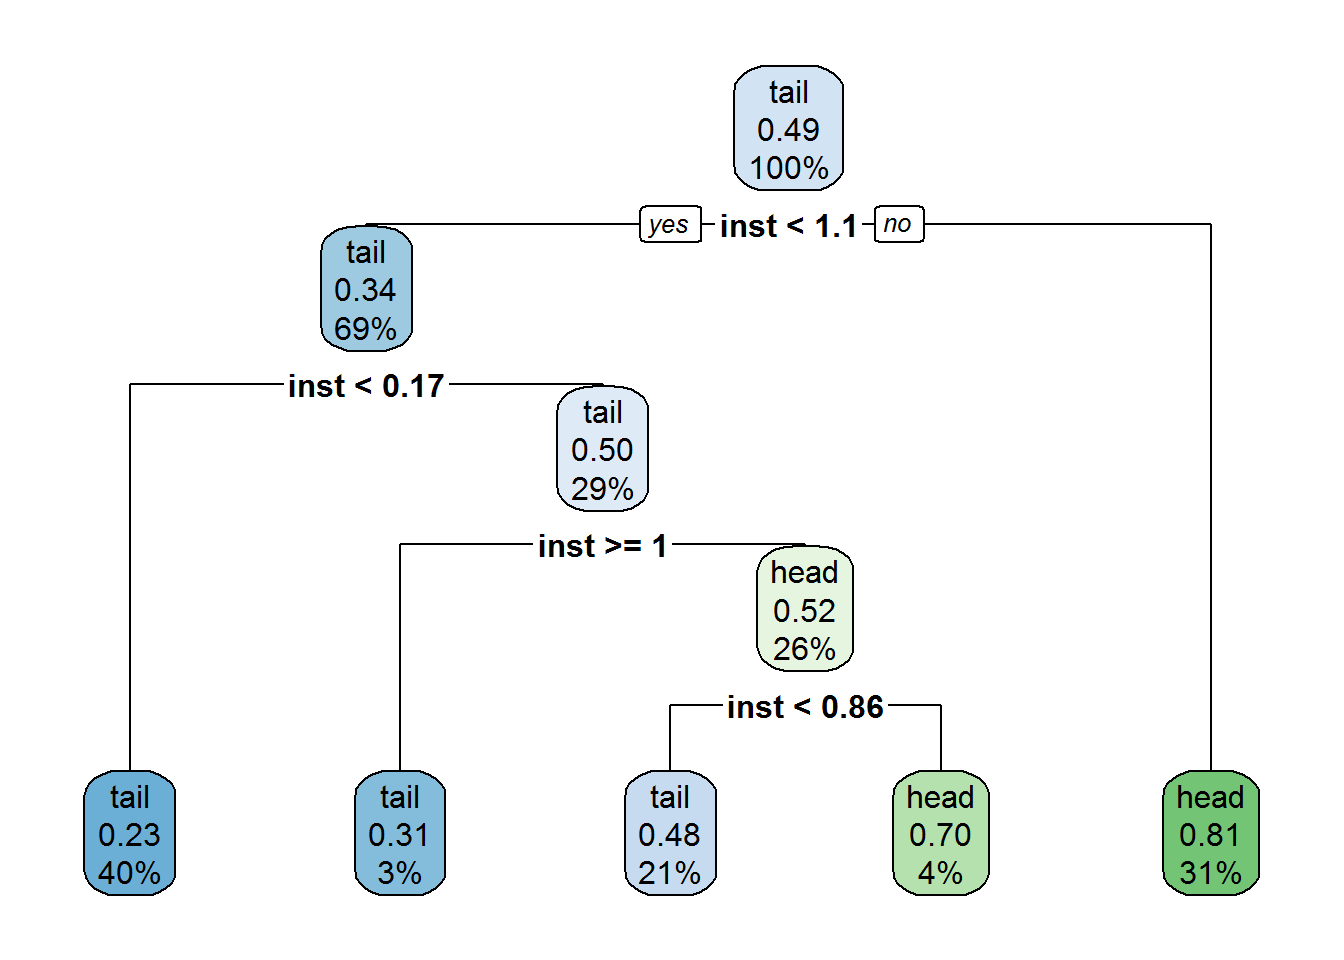 tail
0.49
100%
yes inst < 1.1 no
tail
0.34
69%
inst < 0.17
tail
0.50
29%
inst >= 1
head
0.52
26%
inst < 0.86
tail
0.23
40%
tail
0.31
3%
tail
0.48
21%
head
0.70
4%
head
0.81
31%